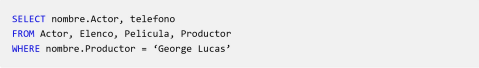 SELECT nombre.Actor, telefono
FROM Actor, Elenco, Pelicula, Productor
WHERE nombre.Productor = ‘George Lucas’